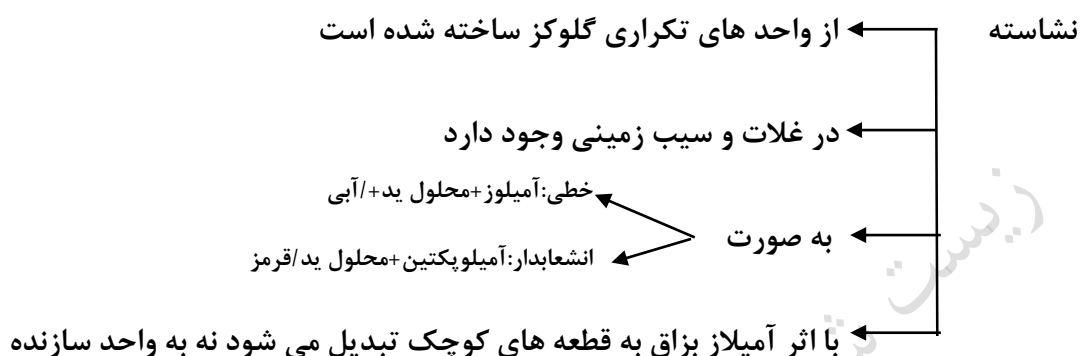 نشاسته
از واحد های تکراری گلوکز ساخته شده است
در غلات و سیب زمینی وجود دارد
به صورت
خطی:آمیلوز+محلول ید+/آبی
انشعابدار:آمیلوپکتین+محلول ید/قرمز
با اثر آمیلاز بزاق به قطعه های کوچک تبدیل می شود نه به واحد سازنده
زیست